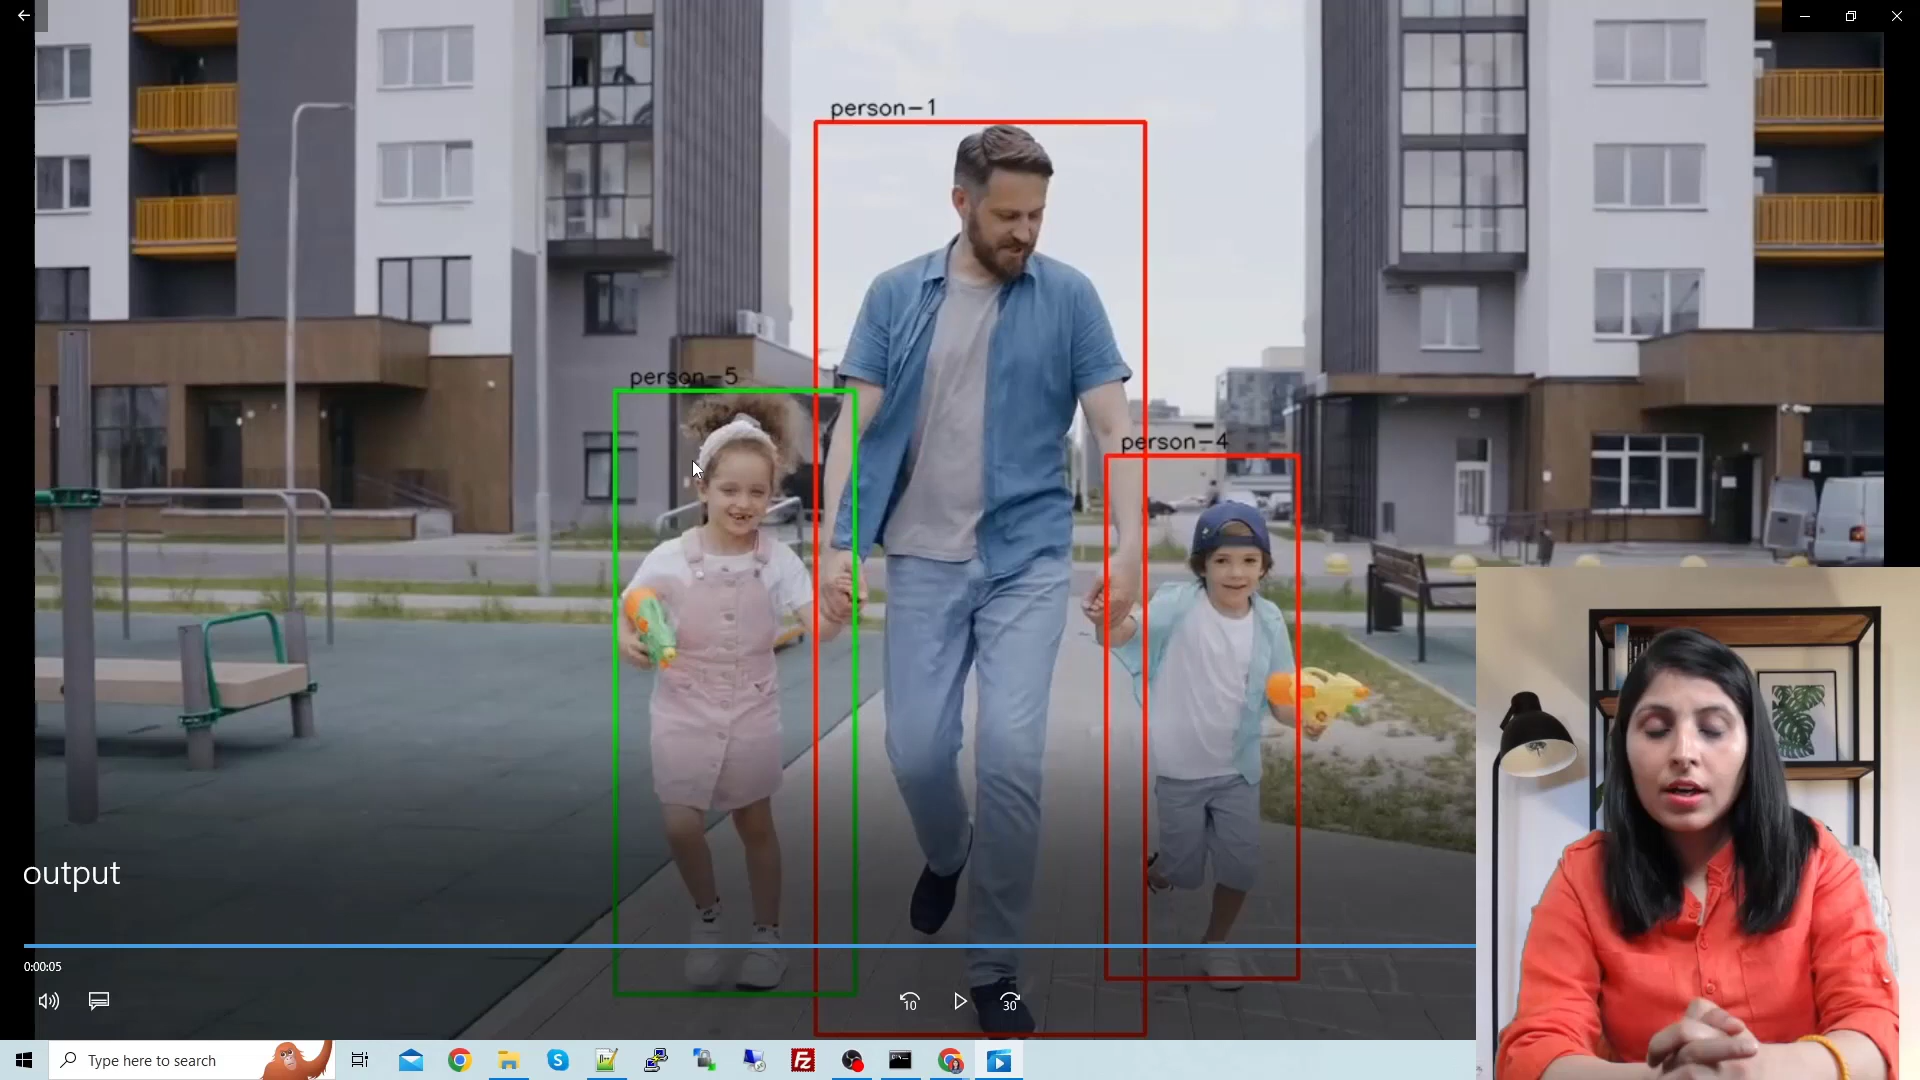 person-1
person-5
person-4
output
0:00:05
10
30
Type here to search